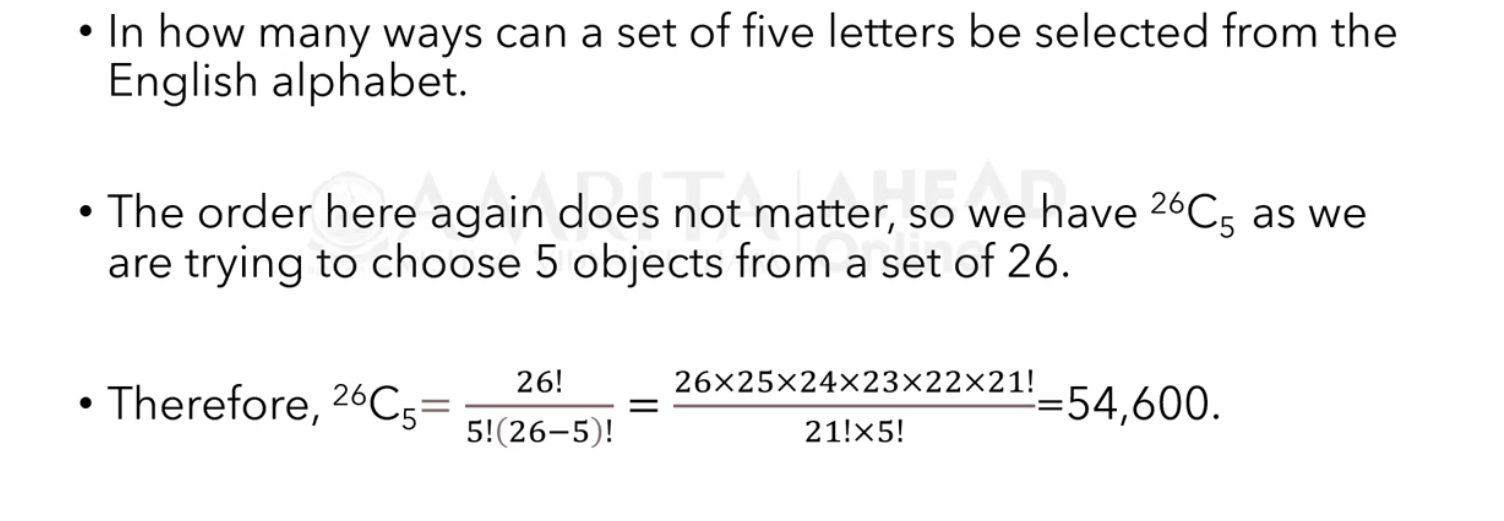 • In how many ways can a set of five letters be selected from the
English alphabet.
AMRITA | AHEAD
Online
• The order here again does not matter, so we have ²⁶C₅ as we
are trying to choose 5 objects from a set of 26.
• Therefore, ²⁶C₅= 26! / 5!(26−5)! = 26×25×24×23×22×21! / 21!×5! =54,600.